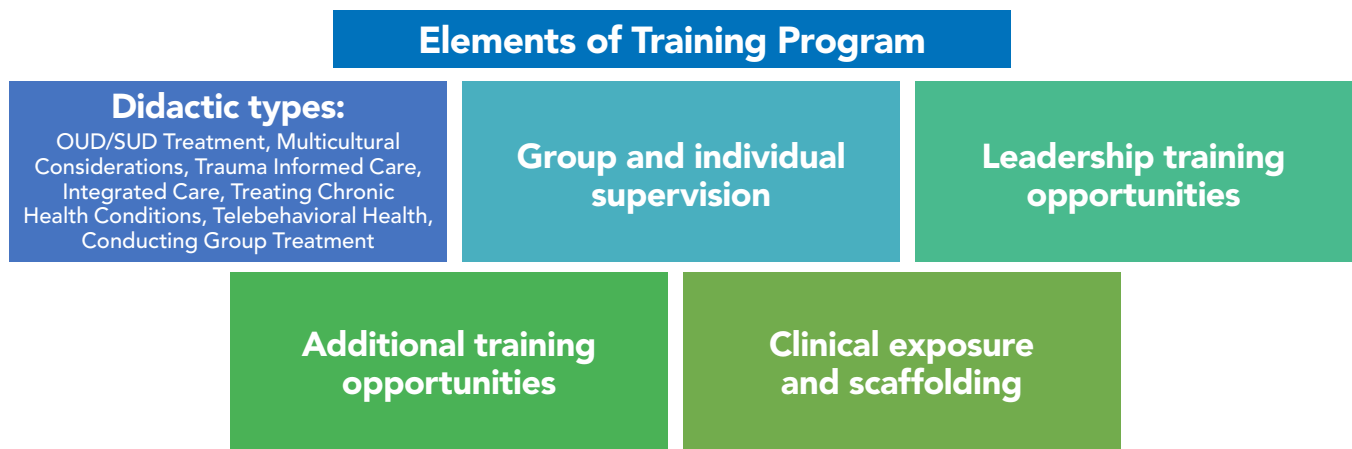 Elements of Training Program
Didactic types:
OUD/SUD Treatment, Multicultural
Considerations, Trauma Informed Care,
Integrated Care, Treating Chronic
Health Conditions, Telebehavioral Health,
Conducting Group Treatment
Group and individual
supervision
Leadership training
opportunities
Additional training
opportunities
Clinical exposure
and scaffolding